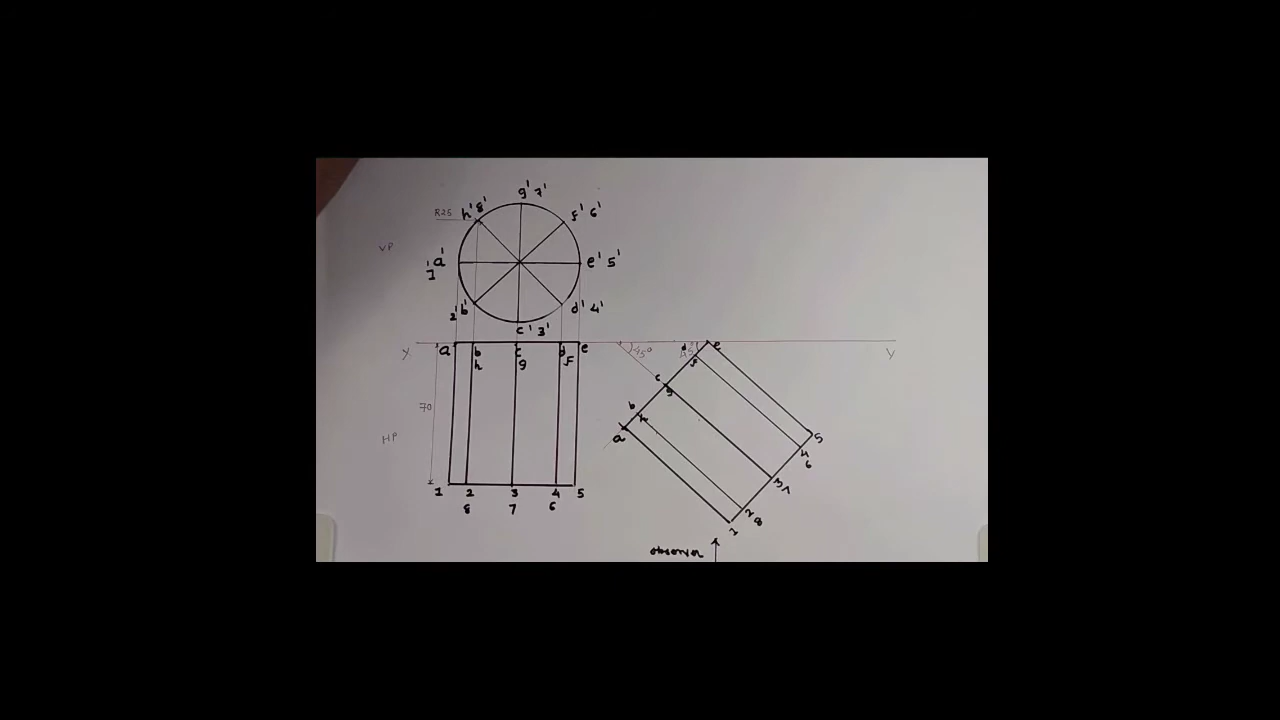 g' 7'
R25 h' 8' f' 6'
VP
1' a' e' 5'
2' b' d' 4'
c' 3'
Y a b c d e 45° d 45° e Y
h g f f
c
g
70 b
h
a
HP 5
4
6
3
7
1 2 3 4 5
8 7 6 2
8
1
observer